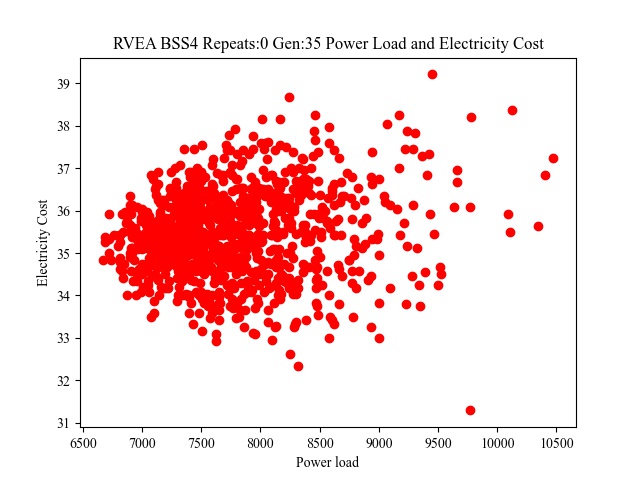 RVEA BSS4 Repeats:0 Gen:35 Power Load and Electricity Cost
39
38
37
36
35
34
33
32
31
Electricity Cost
6500 7000 7500 8000 8500 9000 9500 10000 10500
Power load